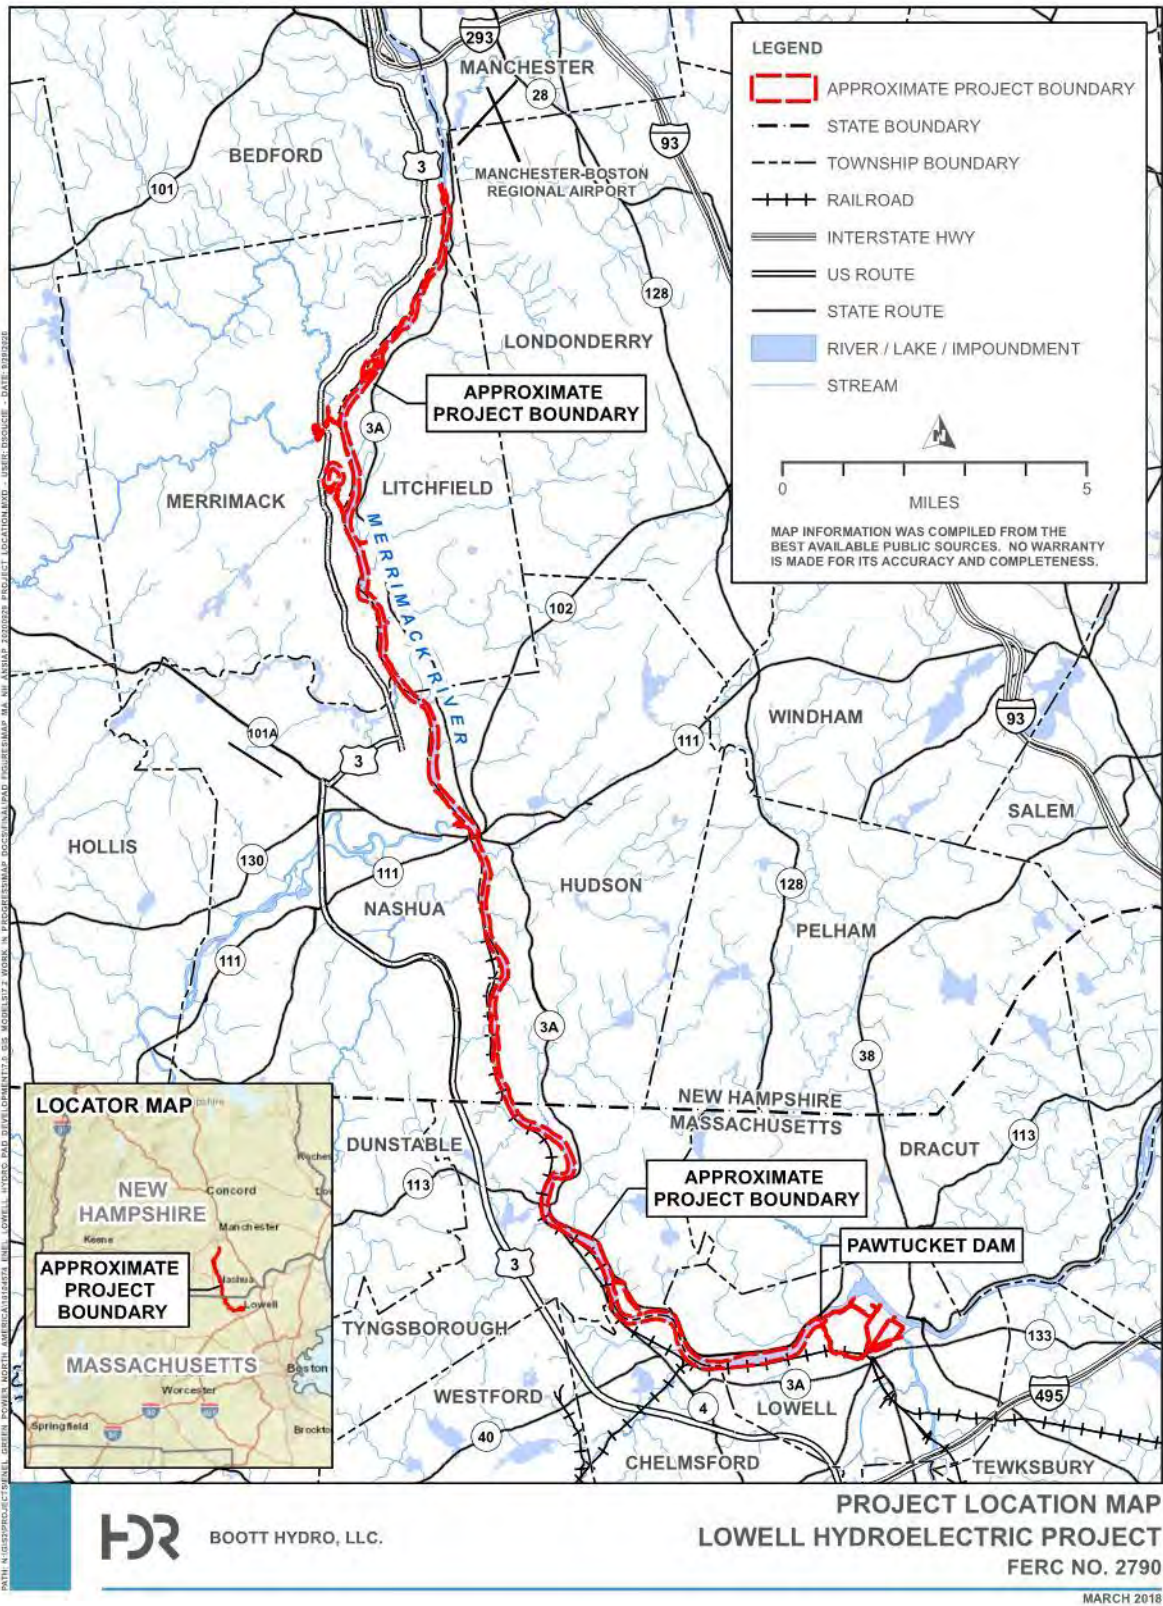 293
MANCHESTER
28
93
BEDFORD
3
MANCHESTER-BOSTON
REGIONAL AIRPORT
101
128
LONDONDERRY
APPROXIMATE
PROJECT BOUNDARY
3A
MERRIMACK
LITCHFIELD
MERRIMACK RIVER
102
LEGEND
APPROXIMATE PROJECT BOUNDARY
STATE BOUNDARY
TOWNSHIP BOUNDARY
RAILROAD
INTERSTATE HWY
US ROUTE
STATE ROUTE
RIVER / LAKE / IMPOUNDMENT
STREAM
N
0
5
MILES
MAP INFORMATION WAS COMPILED FROM THE
BEST AVAILABLE PUBLIC SOURCES. NO WARRANTY
IS MADE FOR ITS ACCURACY AND COMPLETENESS.
WINDHAM
93
101A
111
3
SALEM
HOLLIS
130
111
HUDSON
128
NASHUA
PELHAM
111
3A
38
NEW HAMPSHIRE
MASSACHUSETTS
DUNSTABLE
DRACUT
113
113
APPROXIMATE
PROJECT BOUNDARY
PAWTUCKET DAM
3
TYNGSBOROUGH
133
WESTFORD
3A
4
LOWELL
495
40
CHELMSFORD
TEWKSBURY
LOCATOR MAP
NEW
HAMPSHIRE
Concord
Manchester
Keene
APPROXIMATE
PROJECT
BOUNDARY
Nashua
Lowell
MASSACHUSETTS
Boston
Worcester
Springfield
Brockto
HDR
BOOTT HYDRO, LLC.
PROJECT LOCATION MAP
LOWELL HYDROELECTRIC PROJECT
FERC NO. 2790
MARCH 2018